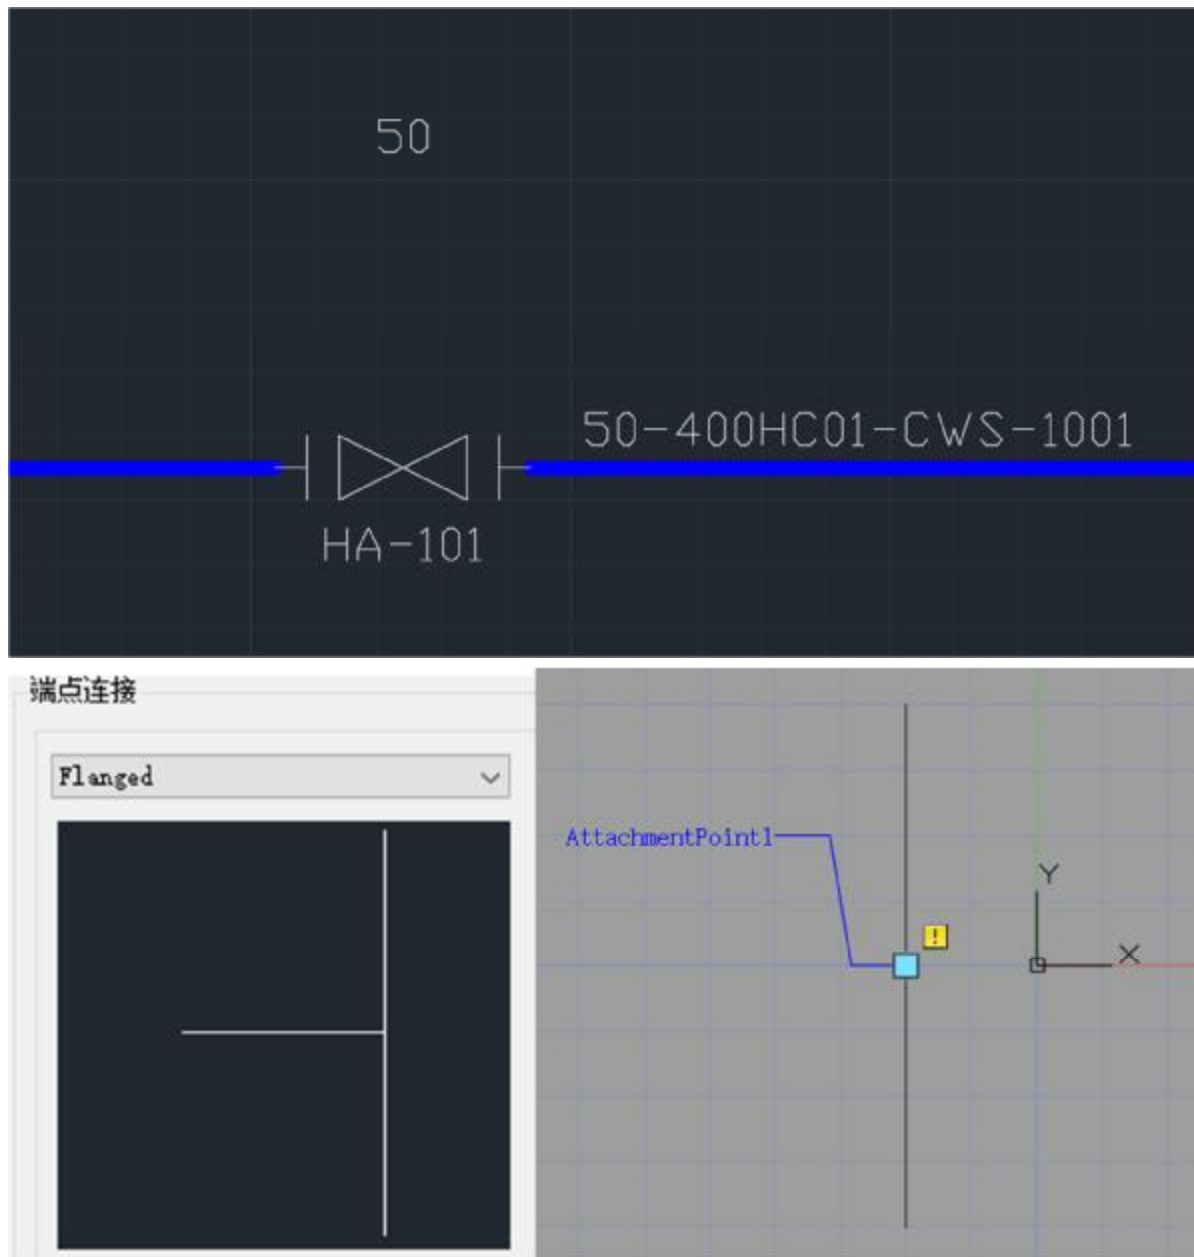 50
50-400HC01-CWS-1001
HA-101
端点连接
Flanged
AttachmentPoint1
!
Y
X